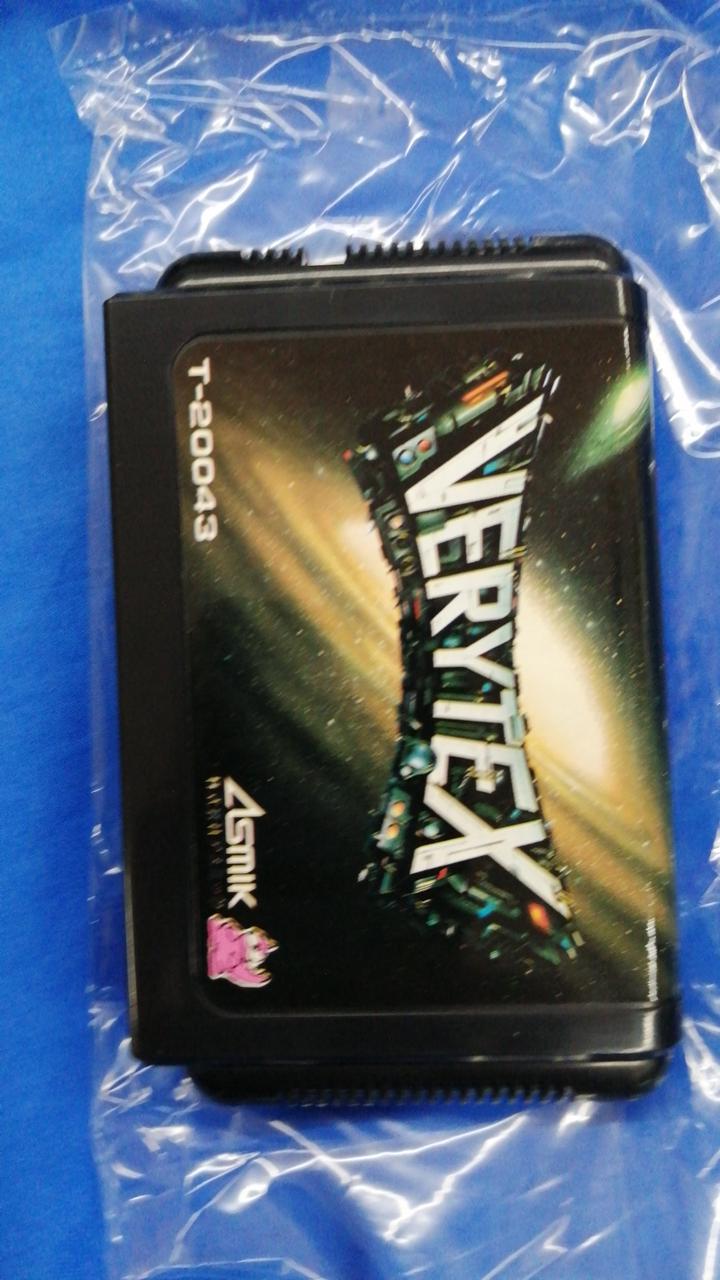 VERYTEX
T-20043
Asmik